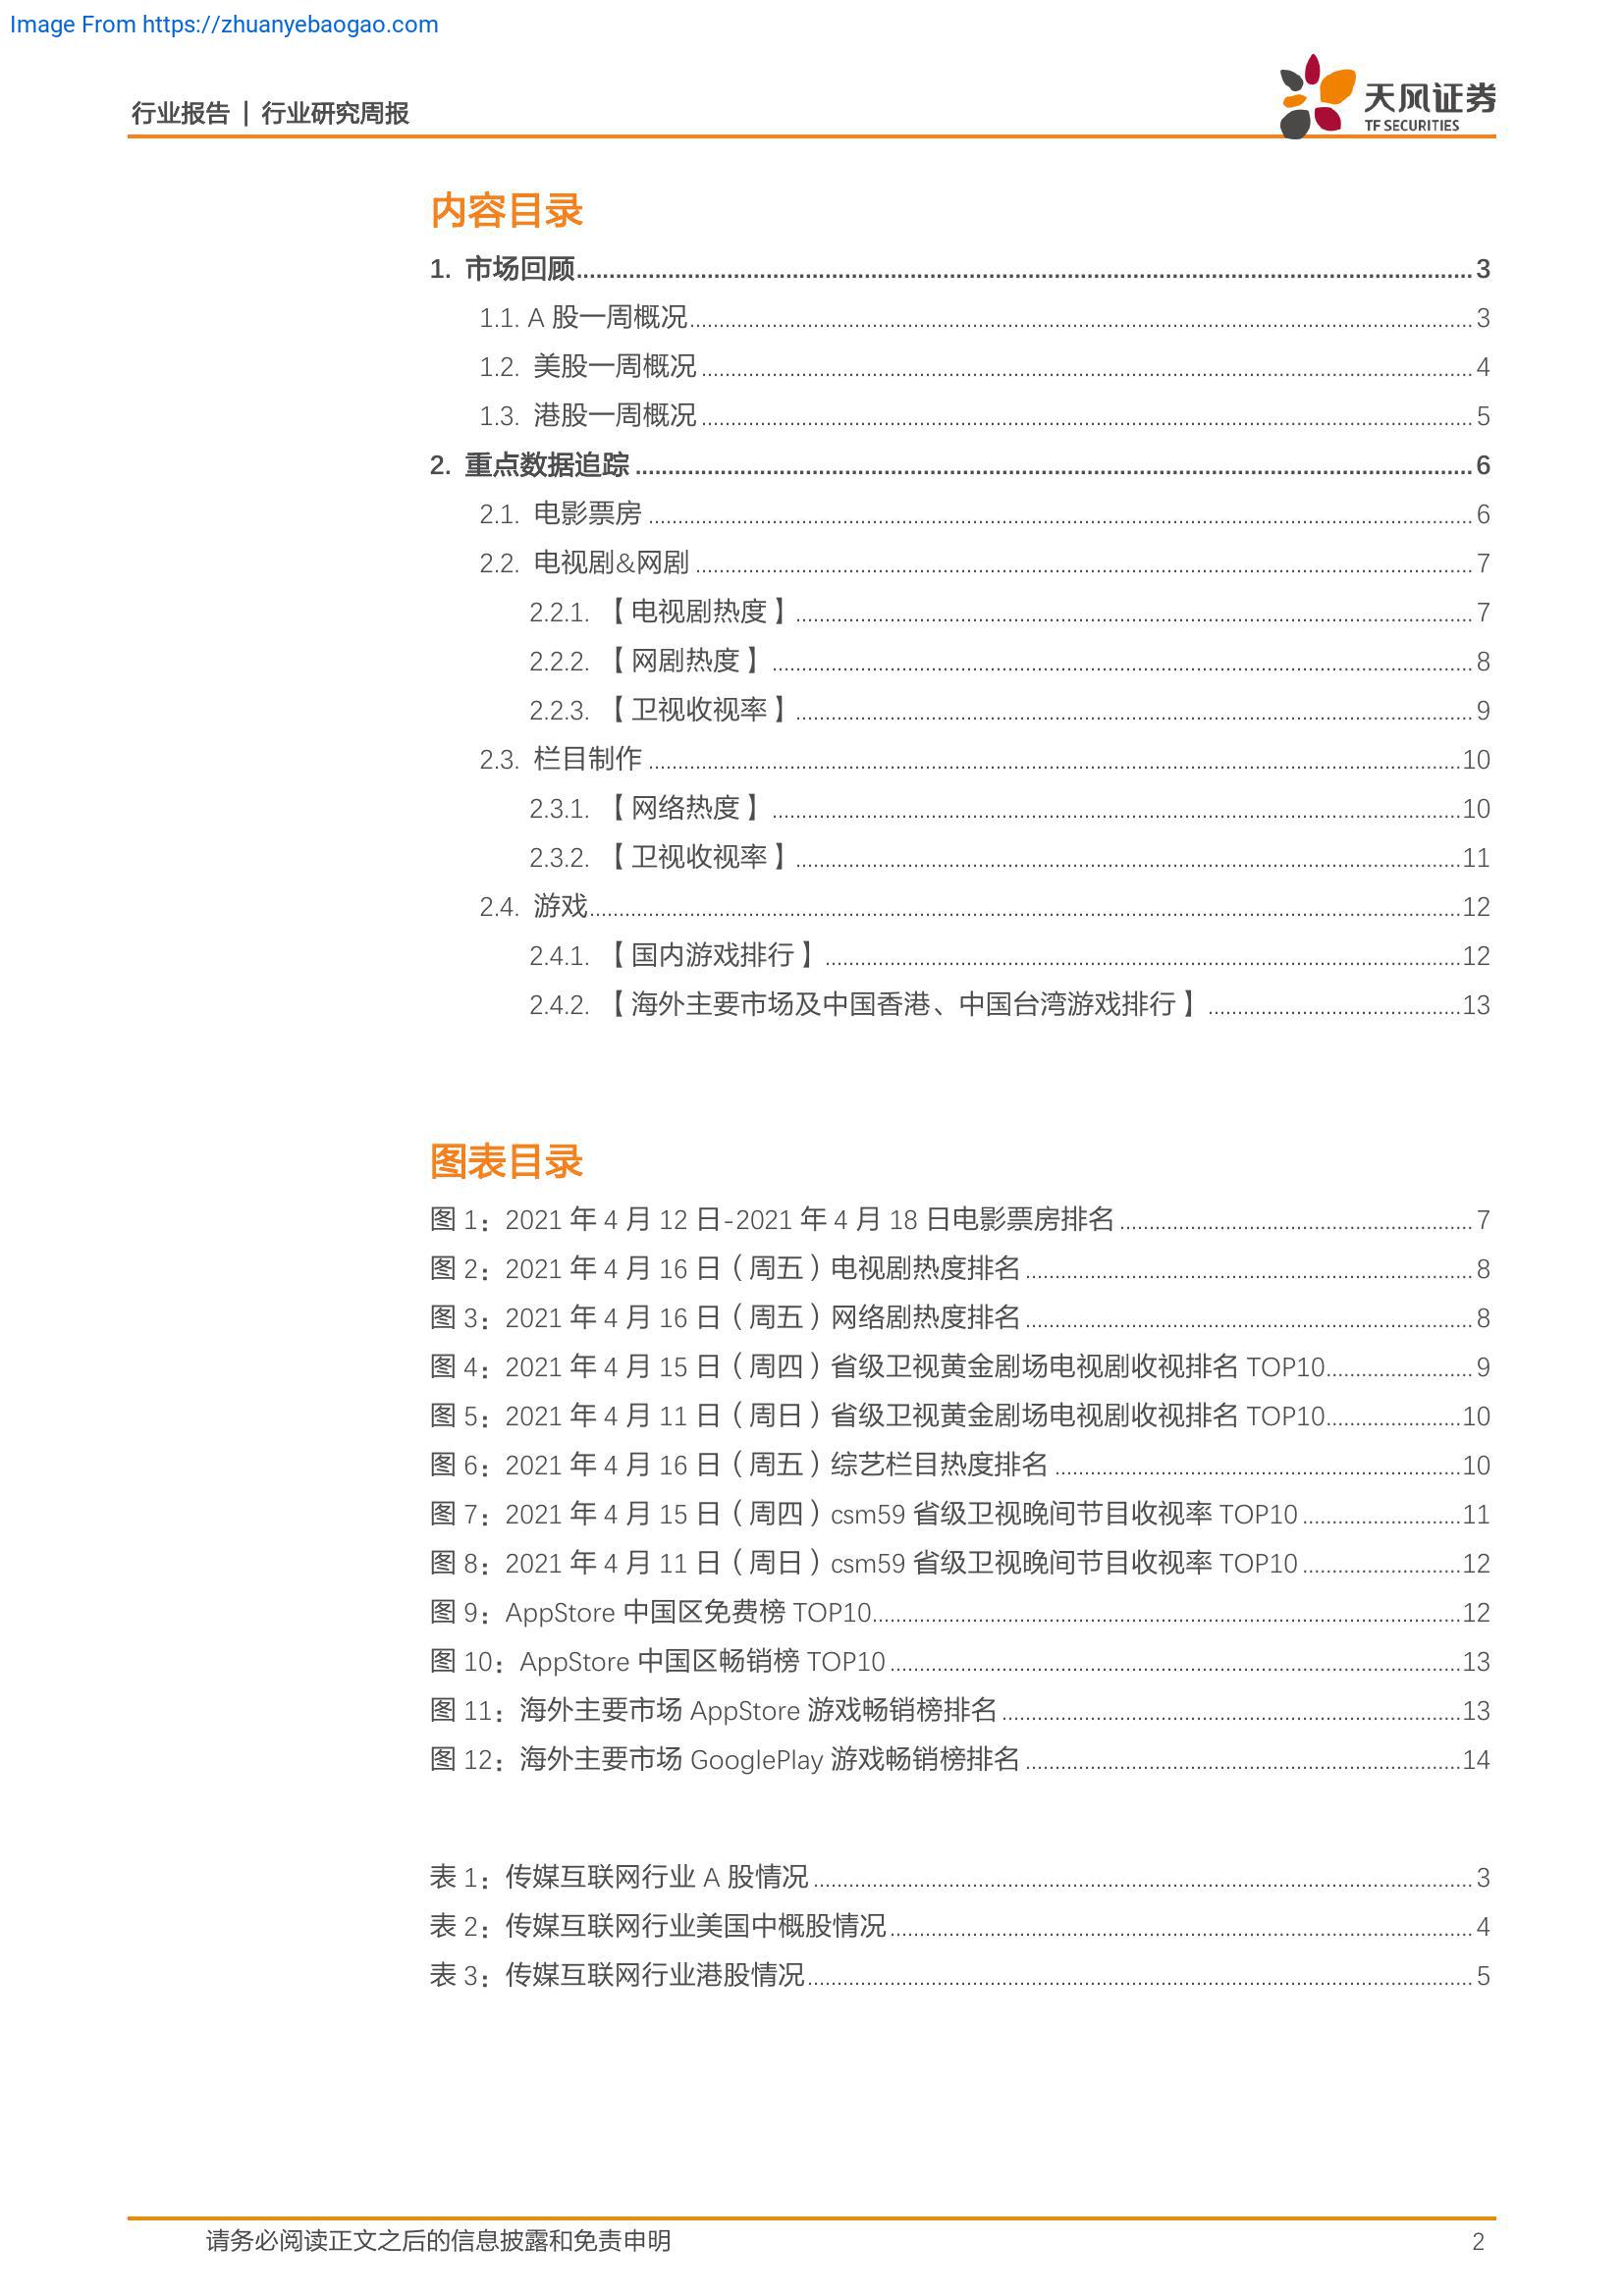 Image From https://zhuanyebaogao.com
行业报告 | 行业研究周报
天风证券
TF SECURITIES
内容目录
1. 市场回顾...3
1.1. A 股一周概况...3
1.2. 美股一周概况...4
1.3. 港股一周概况...5
2. 重点数据追踪...6
2.1. 电影票房...6
2.2. 电视剧&网剧...7
2.2.1. 【电视剧热度】...7
2.2.2. 【网剧热度】...8
2.2.3. 【卫视收视率】...9
2.3. 栏目制作...10
2.3.1. 【网络热度】...10
2.3.2. 【卫视收视率】...11
2.4. 游戏...12
2.4.1. 【国内游戏排行】...12
2.4.2. 【海外主要市场及中国香港、中国台湾游戏排行】...13
图表目录
图 1：2021 年 4 月 12 日-2021 年 4 月 18 日电影票房排名...7
图 2：2021 年 4 月 16 日（周五）电视剧热度排名...8
图 3：2021 年 4 月 16 日（周五）网络剧热度排名...8
图 4：2021 年 4 月 15 日（周四）省级卫视黄金剧场电视剧收视排名 TOP10...9
图 5：2021 年 4 月 11 日（周日）省级卫视黄金剧场电视剧收视排名 TOP10...10
图 6：2021 年 4 月 16 日（周五）综艺栏目热度排名...10
图 7：2021 年 4 月 15 日（周四）csm59 省级卫视晚间节目收视率 TOP10...11
图 8：2021 年 4 月 11 日（周日）csm59 省级卫视晚间节目收视率 TOP10...12
图 9：AppStore 中国区免费榜 TOP10...12
图 10：AppStore 中国区畅销榜 TOP10...13
图 11：海外主要市场 AppStore 游戏畅销榜排名...13
图 12：海外主要市场 GooglePlay 游戏畅销榜排名...14
表 1：传媒互联网行业 A 股情况...3
表 2：传媒互联网行业美国中概股情况...4
表 3：传媒互联网行业港股情况...5
请务必阅读正文之后的信息披露和免责申明 2